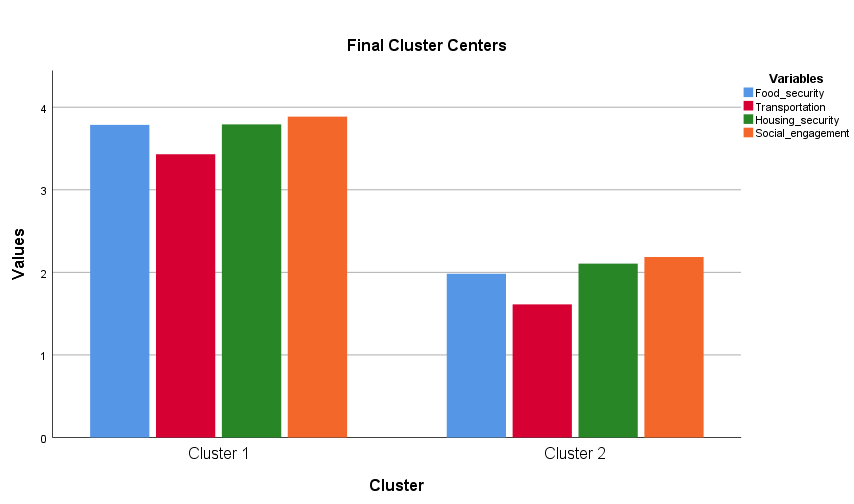 Final Cluster Centers
Variables
Food_security
Transportation
Housing_security
Social_engagement
Values
4
3
2
1
0
Cluster 1
Cluster 2
Cluster